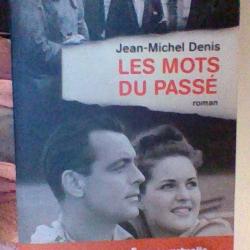 Jean-Michel Denis
LES MOTS
DU PASSÉ
roman